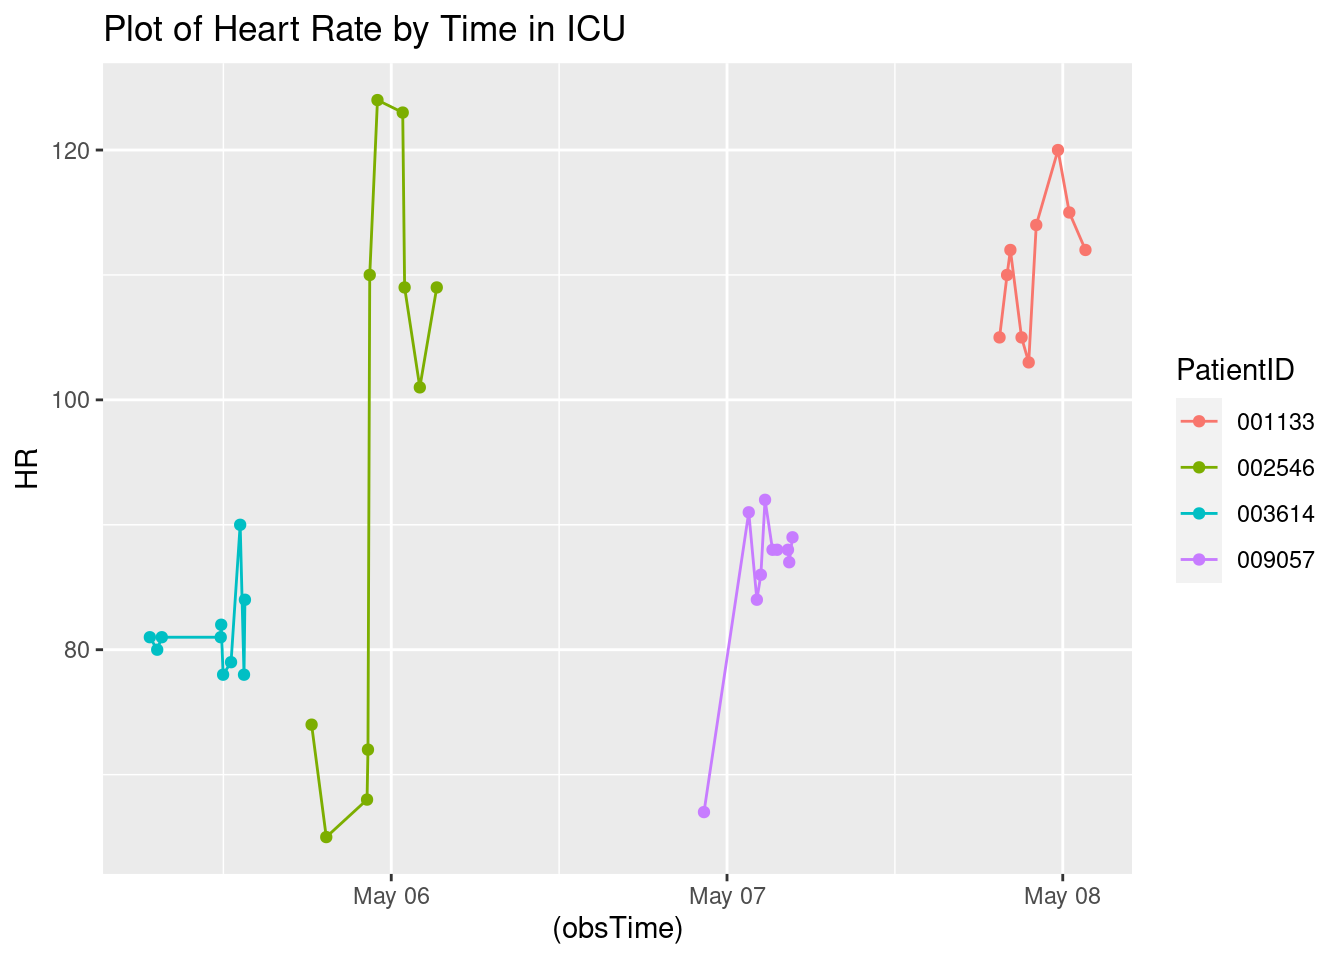 Plot of Heart Rate by Time in ICU
120
100
80
HR
May 06
May 07
May 08
(obsTime)
PatientID
001133
002546
003614
009057